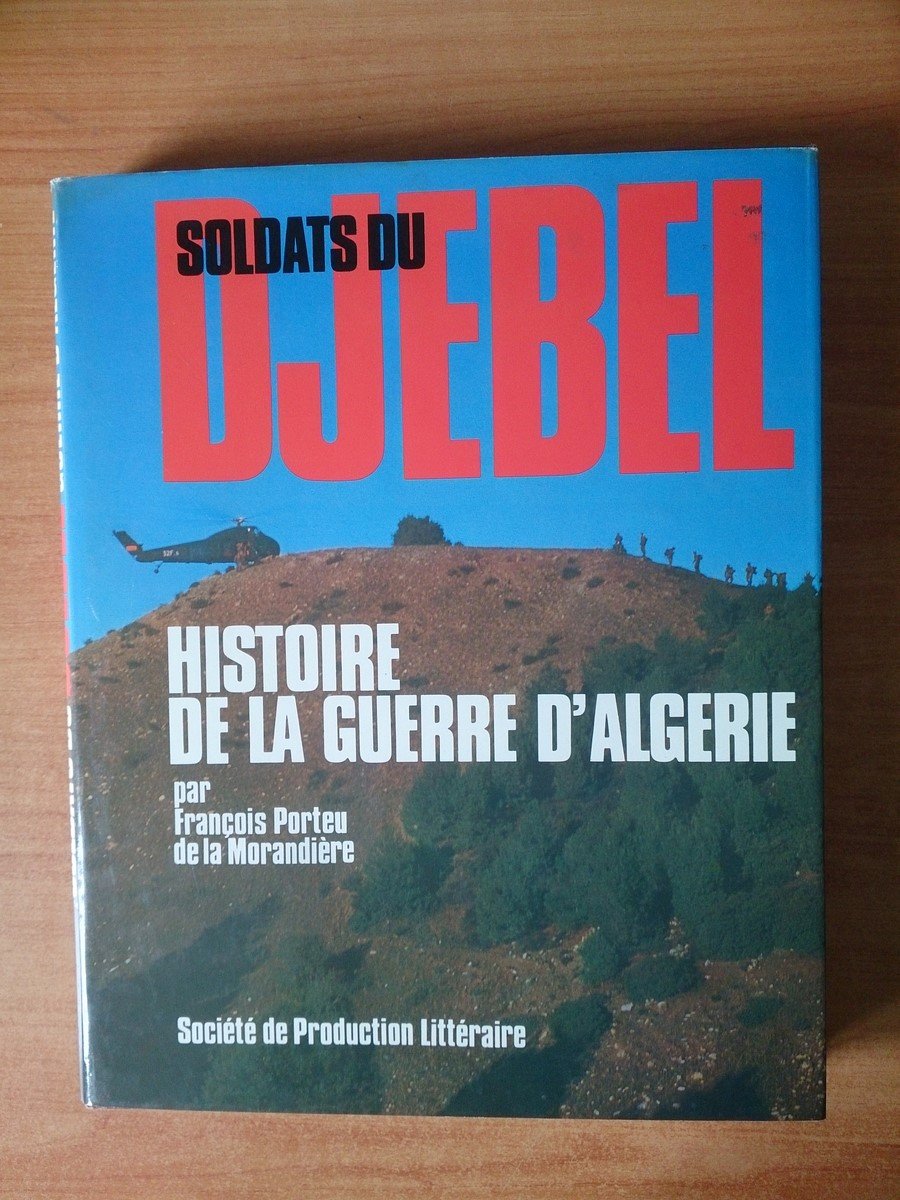 SOLDATS DU
DJEBEL
HISTOIRE
DE LA GUERRE D'ALGERIE
par
François Porteu
de la Morandière
Société de Production Littéraire